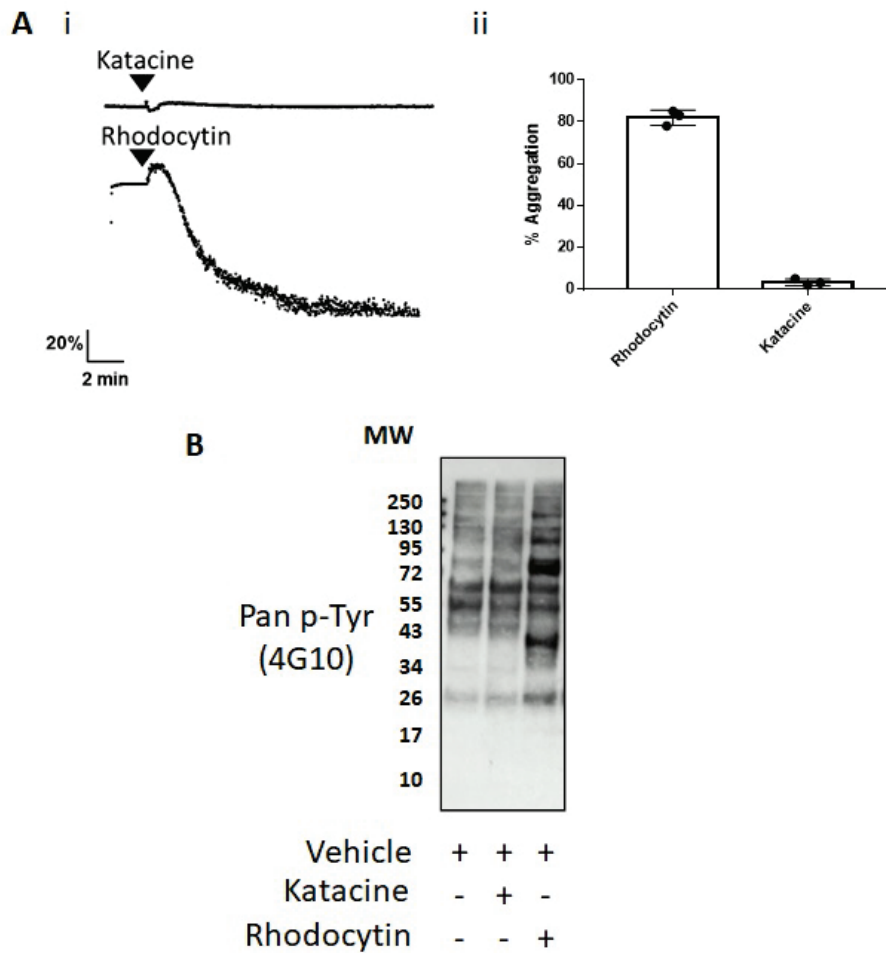 A i
Katacine
Rhodocytin
20%
2 min
ii
100
80
60
40
20
0
% Aggregation
Rhodocytin
Katacine
B
MW
250
130
95
72
55
43
34
26
17
10
Pan p-Tyr
(4G10)
Vehicle + + +
Katacine - + -
Rhodocytin - - +